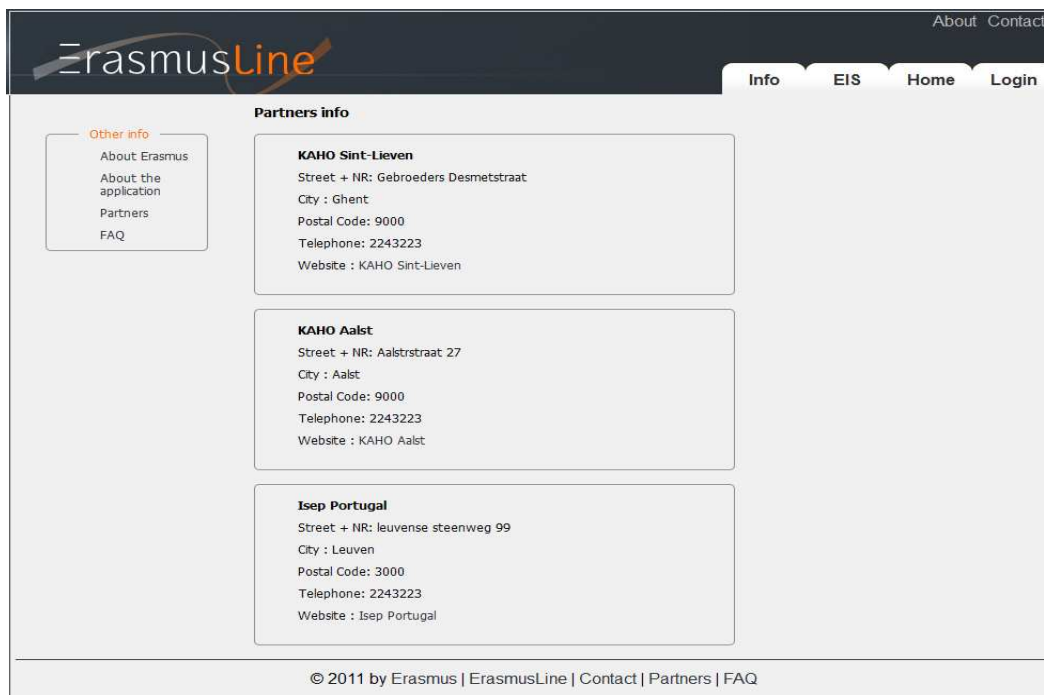 About Contact
ErasmusLine
Info EIS Home Login
Partners info
Other info
About Erasmus
About the
application
Partners
FAQ
KAHO Sint-Lieven
Street + NR: Gebroeders Desmetstraat
City : Ghent
Postal Code: 9000
Telephone: 2243223
Website : KAHO Sint-Lieven
KAHO Aalst
Street + NR: Aalstrstraat 27
City : Aalst
Postal Code: 9000
Telephone: 2243223
Website : KAHO Aalst
Isep Portugal
Street + NR: leuvense steenweg 99
City : Leuven
Postal Code: 3000
Telephone: 2243223
Website : Isep Portugal
© 2011 by Erasmus | ErasmusLine | Contact | Partners | FAQ